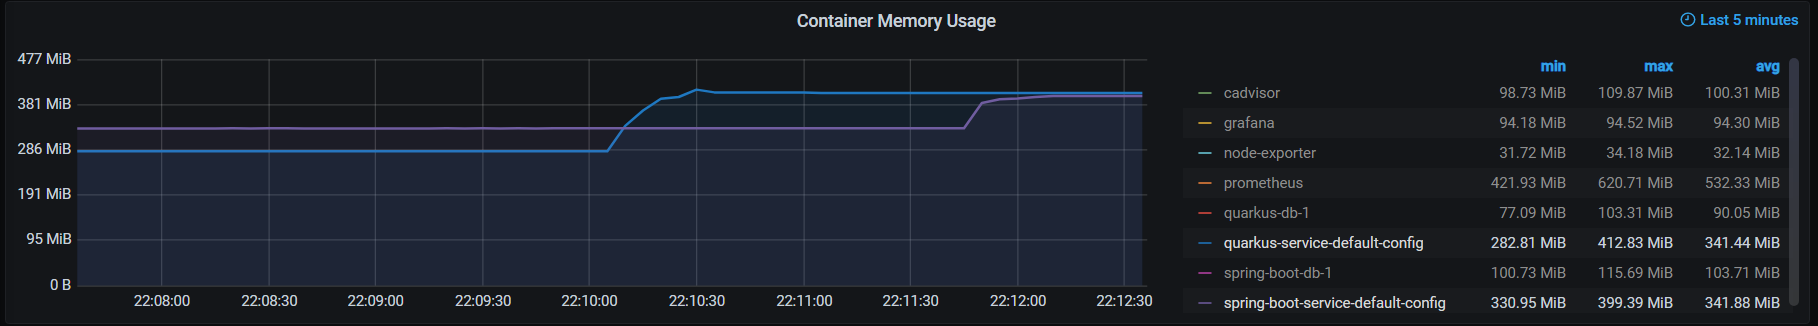 Container Memory Usage
Last 5 minutes
477 MiB
381 MiB
286 MiB
191 MiB
95 MiB
0 B
22:08:00 22:08:30 22:09:00 22:09:30 22:10:00 22:10:30 22:11:00 22:11:30 22:12:00 22:12:30
min max avg
cadvisor 98.73 MiB 109.87 MiB 100.31 MiB
grafana 94.18 MiB 94.52 MiB 94.30 MiB
node-exporter 31.72 MiB 34.18 MiB 32.14 MiB
prometheus 421.93 MiB 620.71 MiB 532.33 MiB
quarkus-db-1 77.09 MiB 103.31 MiB 90.05 MiB
quarkus-service-default-config 282.81 MiB 412.83 MiB 341.44 MiB
spring-boot-db-1 100.73 MiB 115.69 MiB 103.71 MiB
spring-boot-service-default-config 330.95 MiB 399.39 MiB 341.88 MiB